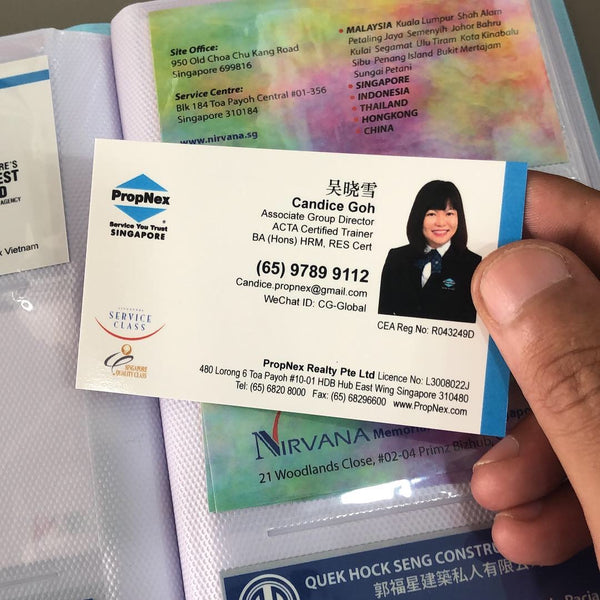 Site Office:
950 Old Choa Chu Kang Road
Singapore 699816
Service Centre:
Blk 184 Toa Payoh Central #01-356
Singapore 310184
www.nirvana.sg
• MALAYSIA Kuala Lumpur Shah Alam
Petaling Jaya Semenyih Johor Bahru
Kulai Segamat Ulu Tiram Kota Kinabalu
Sibu Penang Island Bukit Mertajam
Sungai Petani
• SINGAPORE
• INDONESIA
• THAILAND
• HONGKONG
• CHINA
AGENCY
Vietnam
PropNex
Service You Trust
SINGAPORE
吴晓雪
Candice Goh
Associate Group Director
ACTA Certified Trainer
BA (Hons) HRM, RES Cert
(65) 9789 9112
Candice.propnex@gmail.com
WeChat ID: CG-Global
PropNex
CEA Reg No: R043249D
SINGAPORE
SERVICE
CLASS
SINGAPORE
QUALITY CLASS
PropNex Realty Pte Ltd Licence No: L3008022J
480 Lorong 6 Toa Payoh #10-01 HDB Hub East Wing Singapore 310480
Tel: (65) 6820 8000 Fax: (65) 68296600 www.PropNex.com
NIRVANA
21 Woodlands Close, #02-04 Primz Bizhub,
QUEK HOCK SENG
郭福星建築私人有限公司